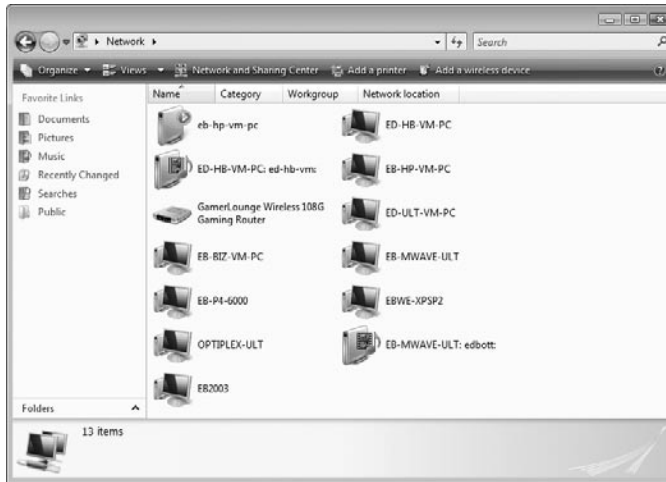 Network
Search
Organize Views Network and Sharing Center Add a printer Add a wireless device
Name Category Workgroup Network location
Favorite Links
Documents
Pictures
Music
Recently Changed
Searches
Public
Folders
eb-hp-vm-pc
ED-HB-VM-PC: ed-hb-vm:
GamerLounge Wireless 108G
Gaming Router
EB-BIZ-VM-PC
EB-P4-6000
OPTIPLEX-ULT
EB2003
ED-HB-VM-PC
EB-HP-VM-PC
ED-ULT-VM-PC
EB-MWAVE-ULT
EBWE-XPSP2
EB-MWAVE-ULT: edbott:
13 items